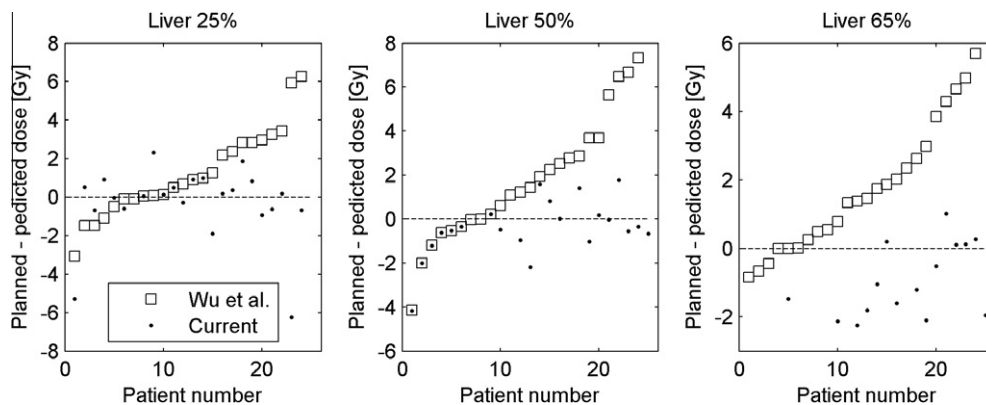 Liver 25%
Liver 50%
Liver 65%
Planned - pedicted dose [Gy]
6
4
2
0
-2
-4
-6
-8
Wu et al.
Current
0
10
20
Patient number
Planned - pedicted dose [Gy]
8
6
4
2
0
-2
-4
6
0
10
20
Patient number
Planned - pedicted dose [Gy]
6
4
2
0
-2
0
10
20
Patient number